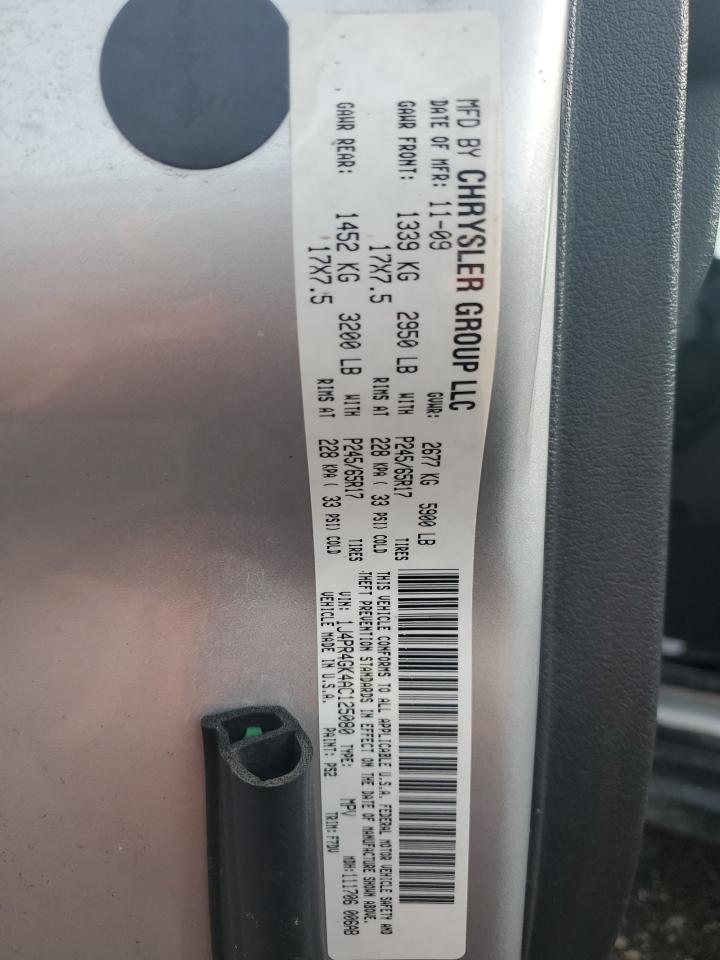 MFD BY CHRYSLER GROUP LLC
DATE OF MFR: 11-09 GVWR: 2677 KG 5900 LB
GAWR FRONT: 1339 KG 2950 LB WITH P245/65R17 TIRES
17X7.5 RIMS AT 228 KPA ( 33 PSI) COLD
GAWR REAR: 1452 KG 3200 LB WITH P245/65R17 TIRES
17X7.5 RIMS AT 228 KPA ( 33 PSI) COLD
THIS VEHICLE CONFORMS TO ALL APPLICABLE U.S.A. FEDERAL MOTOR VEHICLE SAFETY AND
THEFT PREVENTION STANDARDS IN EFFECT ON THE DATE OF MANUFACTURE SHOWN ABOVE.
VIN: 1J4PR4GK4AC125080 TYPE: MPV MDH:111706 006AB
VEHICLE MADE IN U.S.A. PAINT: PS2 TRIM: F7DV